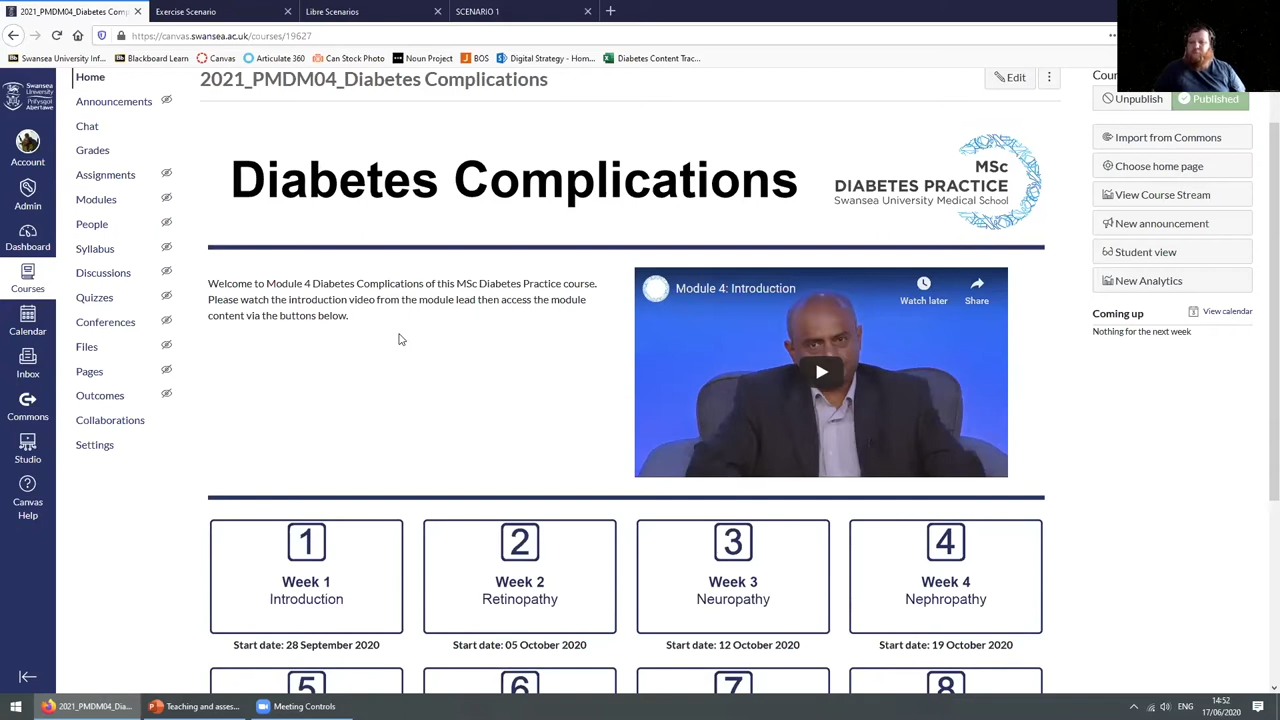 2021_PMDM04_Diabetes Comp
Exercise Scenario
Libre Scenarios
SCENARIO 1
https://canvas.swansea.ac.uk/courses/19627
Swansea University Inf...
Blackboard Learn
Canvas
Articulate 360
Can Stock Photo
Noun Project
BOS
Digital Strategy - Hom...
Diabetes Content Trac...
Swansea
University
Prifysgol
Abertawe
Account
Admin
Dashboard
Courses
Calendar
Inbox
Commons
Studio
Canvas
Help
Home
Announcements
Chat
Grades
Assignments
Modules
People
Syllabus
Discussions
Quizzes
Conferences
Files
Pages
Outcomes
Collaborations
Settings
2021_PMDM04_Diabetes Complications
Edit
Diabetes Complications
MSc
DIABETES PRACTICE
Swansea University Medical School
Welcome to Module 4 Diabetes Complications of this MSc Diabetes Practice course.
Please watch the introduction video from the module lead then access the module
content via the buttons below.
Module 4: Introduction
Watch later
Share
1
Week 1
Introduction
Start date: 28 September 2020
2
Week 2
Retinopathy
Start date: 05 October 2020
3
Week 3
Neuropathy
Start date: 12 October 2020
4
Week 4
Nephropathy
Start date: 19 October 2020
5
6
7
8
Cour
Unpublish
Published
Import from Commons
Choose home page
View Course Stream
New announcement
Student view
New Analytics
Coming up
View calendar
Nothing for the next week
2021_PMDM04_Dia...
Teaching and asses...
Meeting Controls
ENG
14:52
17/06/2020